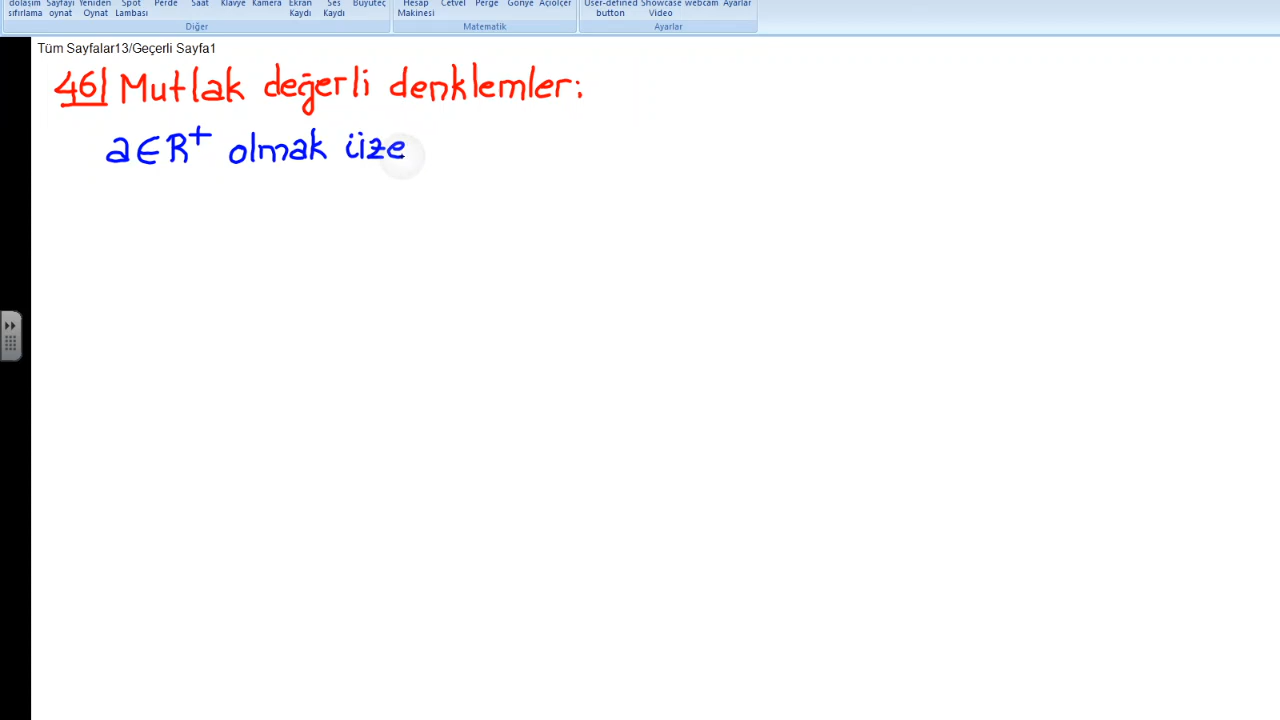 dolaşım sıfırlama Sayfayı oynat Yeniden Oynat Spot Lambası Perde Saat Klavye Kamera Ekran Kaydı Ses Kaydı Büyüteç Hesap Makinesi Cetvel Perge Gönye Açıölçer User-defined button Showcase Video webcam Ayarlar
Diğer Matematik Ayarlar
Tüm Sayfalar13/Geçerli Sayfa1
46) Mutlak değerli denklemler:
a∈R⁺ olmak üze